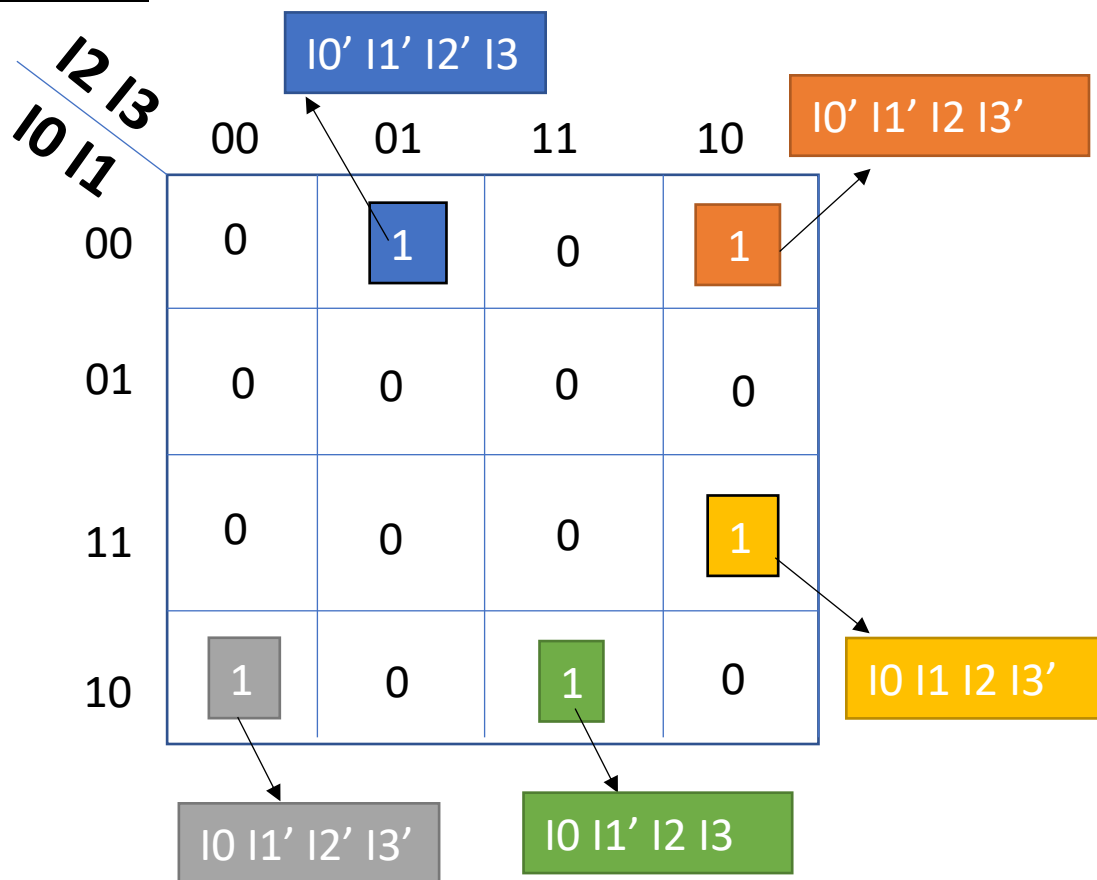 I0’ I1’ I2’ I3
I2 I3
I0 I1
I0’ I1’ I2 I3’
00 01 11 10
00 0 1 0 1
01 0 0 0 0
11 0 0 0 1
10 1 0 1 0
I0 I1 I2 I3’
I0 I1’ I2’ I3’
I0 I1’ I2 I3